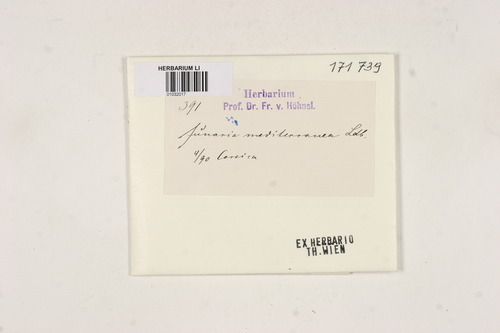 HERBARIUM LI
01032017
171 739
391
Herbarium
Prof. Dr. Fr. v. Höhnel.
funaria mediterranea Ldb.
4/90 Corsica
EX HERBARIO
TH. WIEN